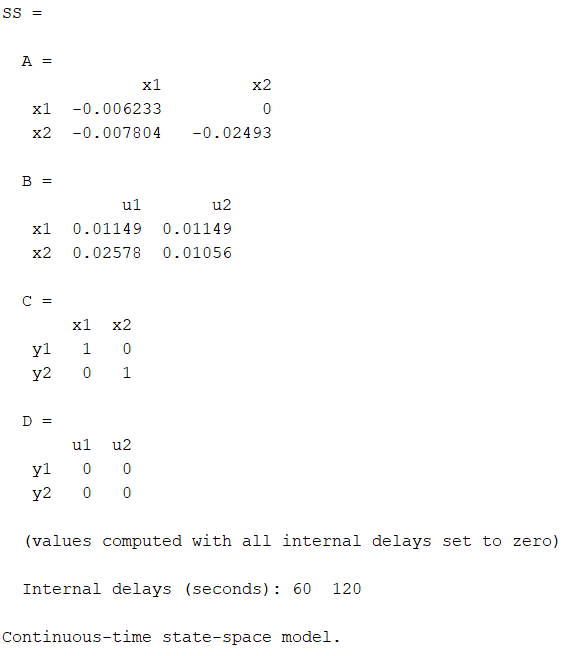 SS =
A =
x1 x2
x1 -0.006233 0
x2 -0.007804 -0.02493
B =
u1 u2
x1 0.01149 0.01149
x2 0.02578 0.01056
C =
x1 x2
y1 1 0
y2 0 1
D =
u1 u2
y1 0 0
y2 0 0
(values computed with all internal delays set to zero)
Internal delays (seconds): 60 120
Continuous-time state-space model.